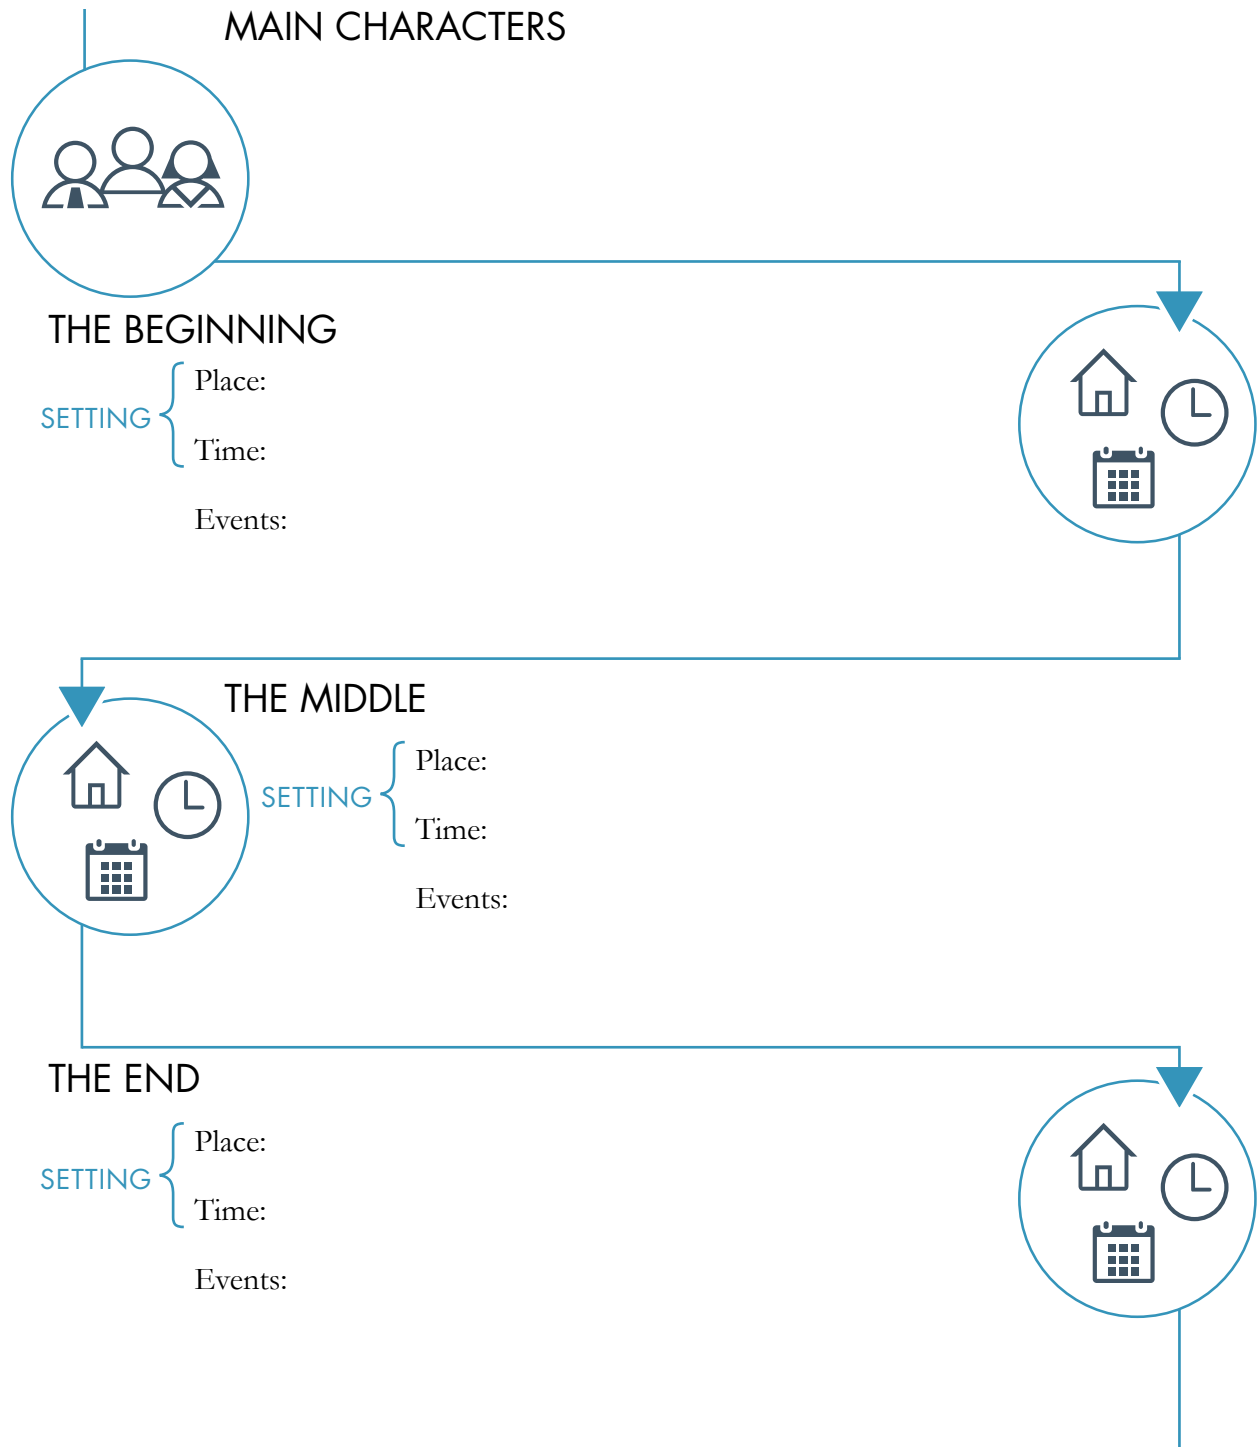 MAIN CHARACTERS
THE BEGINNING
SETTING
Place:
Time:
Events:
THE MIDDLE
SETTING
Place:
Time:
Events:
THE END
SETTING
Place:
Time:
Events: